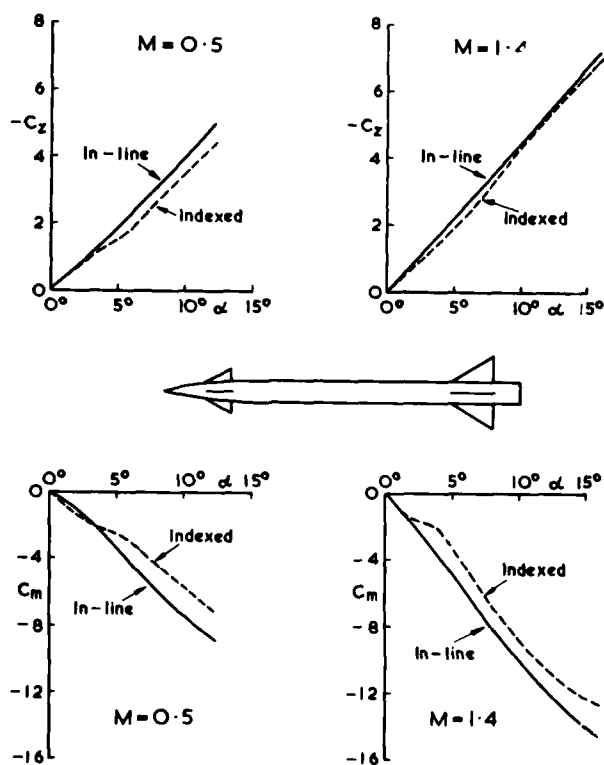 8
6
-Cz
4
2
0
M = 0·5
In-line
Indexed
0° 5° 10° α 15°
8
6
-Cz
4
2
0
M = 1·4
In-line
Indexed
0° 5° 10° α 15°
0° 5° 10° α 15°
0
-4
Cm
-8
-12
-16
Indexed
In-line
M = 0·5
0° 5° 10° α 15°
0
-4
Cm
-8
-12
-16
Indexed
In-line
M = 1·4